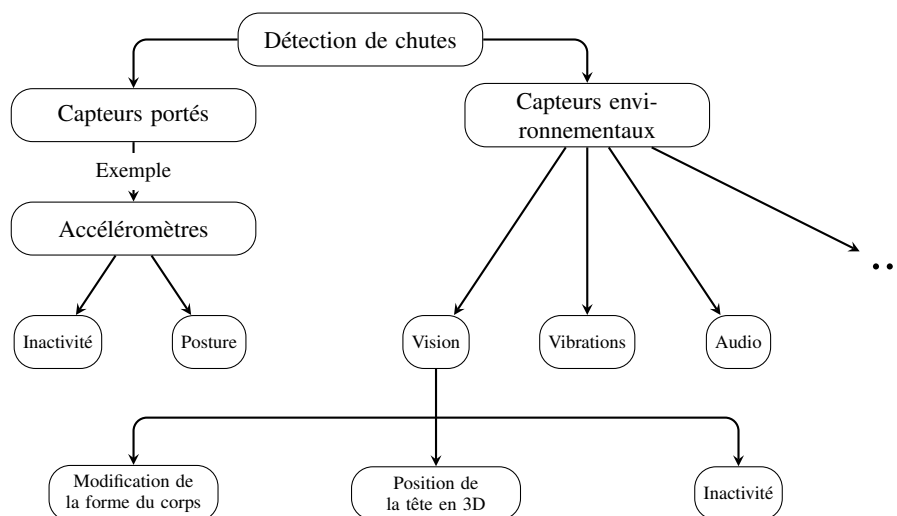 Détection de chutes
Capteurs portés
Capteurs envi-
ronnementaux
Exemple
Accéléromètres
..
Inactivité
Posture
Vision
Vibrations
Audio
Modification de
la forme du corps
Position de
la tête en 3D
Inactivité